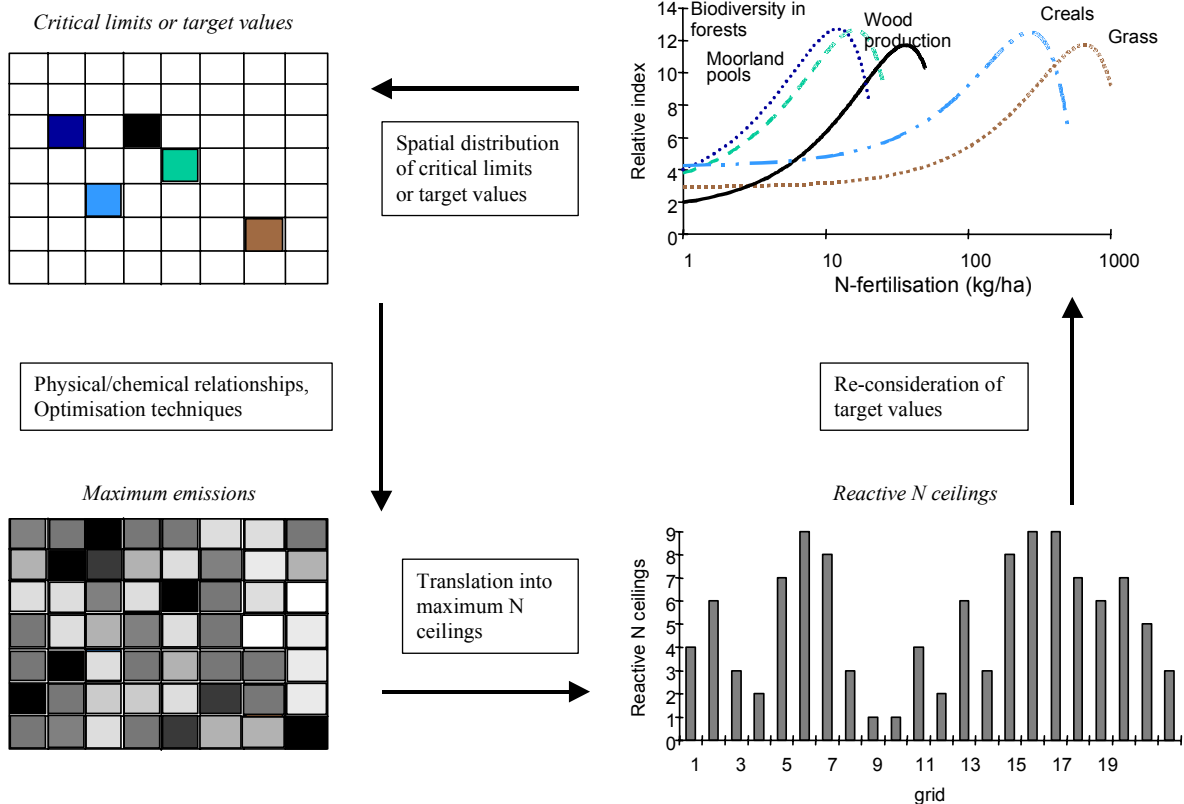 Critical limits or target values
Spatial distribution
of critical limits
or target values
14
12
10
8
6
4
2
0
Relative index
Biodiversity in
forests
Moorland
pools
Wood
production
Creals
Grass
1
10
100
1000
N-fertilisation (kg/ha)
Physical/chemical relationships,
Optimisation techniques
Re-consideration of
target values
Maximum emissions
Translation into
maximum N
ceilings
Reactive N ceilings
9
8
7
6
5
4
3
2
1
0
Reactive N ceilings
1
3
5
7
9
11
13
15
17
19
grid